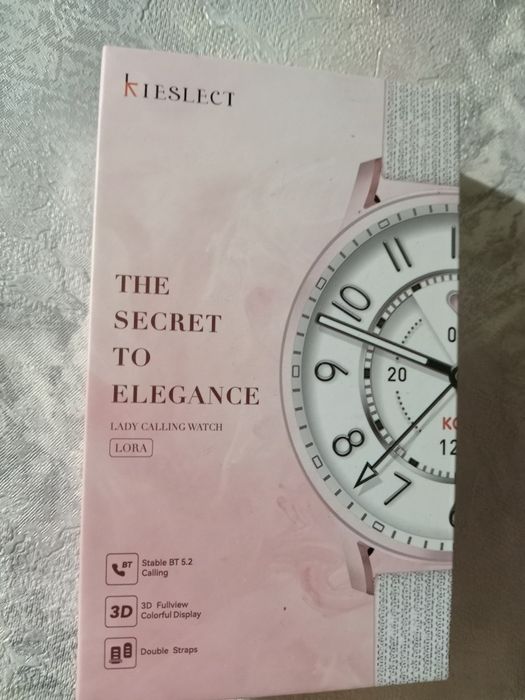 KIESLECT
THE
SECRET
TO
ELEGANCE
LADY CALLING WATCH
LORA
BT
Stable BT 5.2
Calling
3D
3D Fullview
Colorful Display
Double Straps
11
10
9
8
7
20
0
12